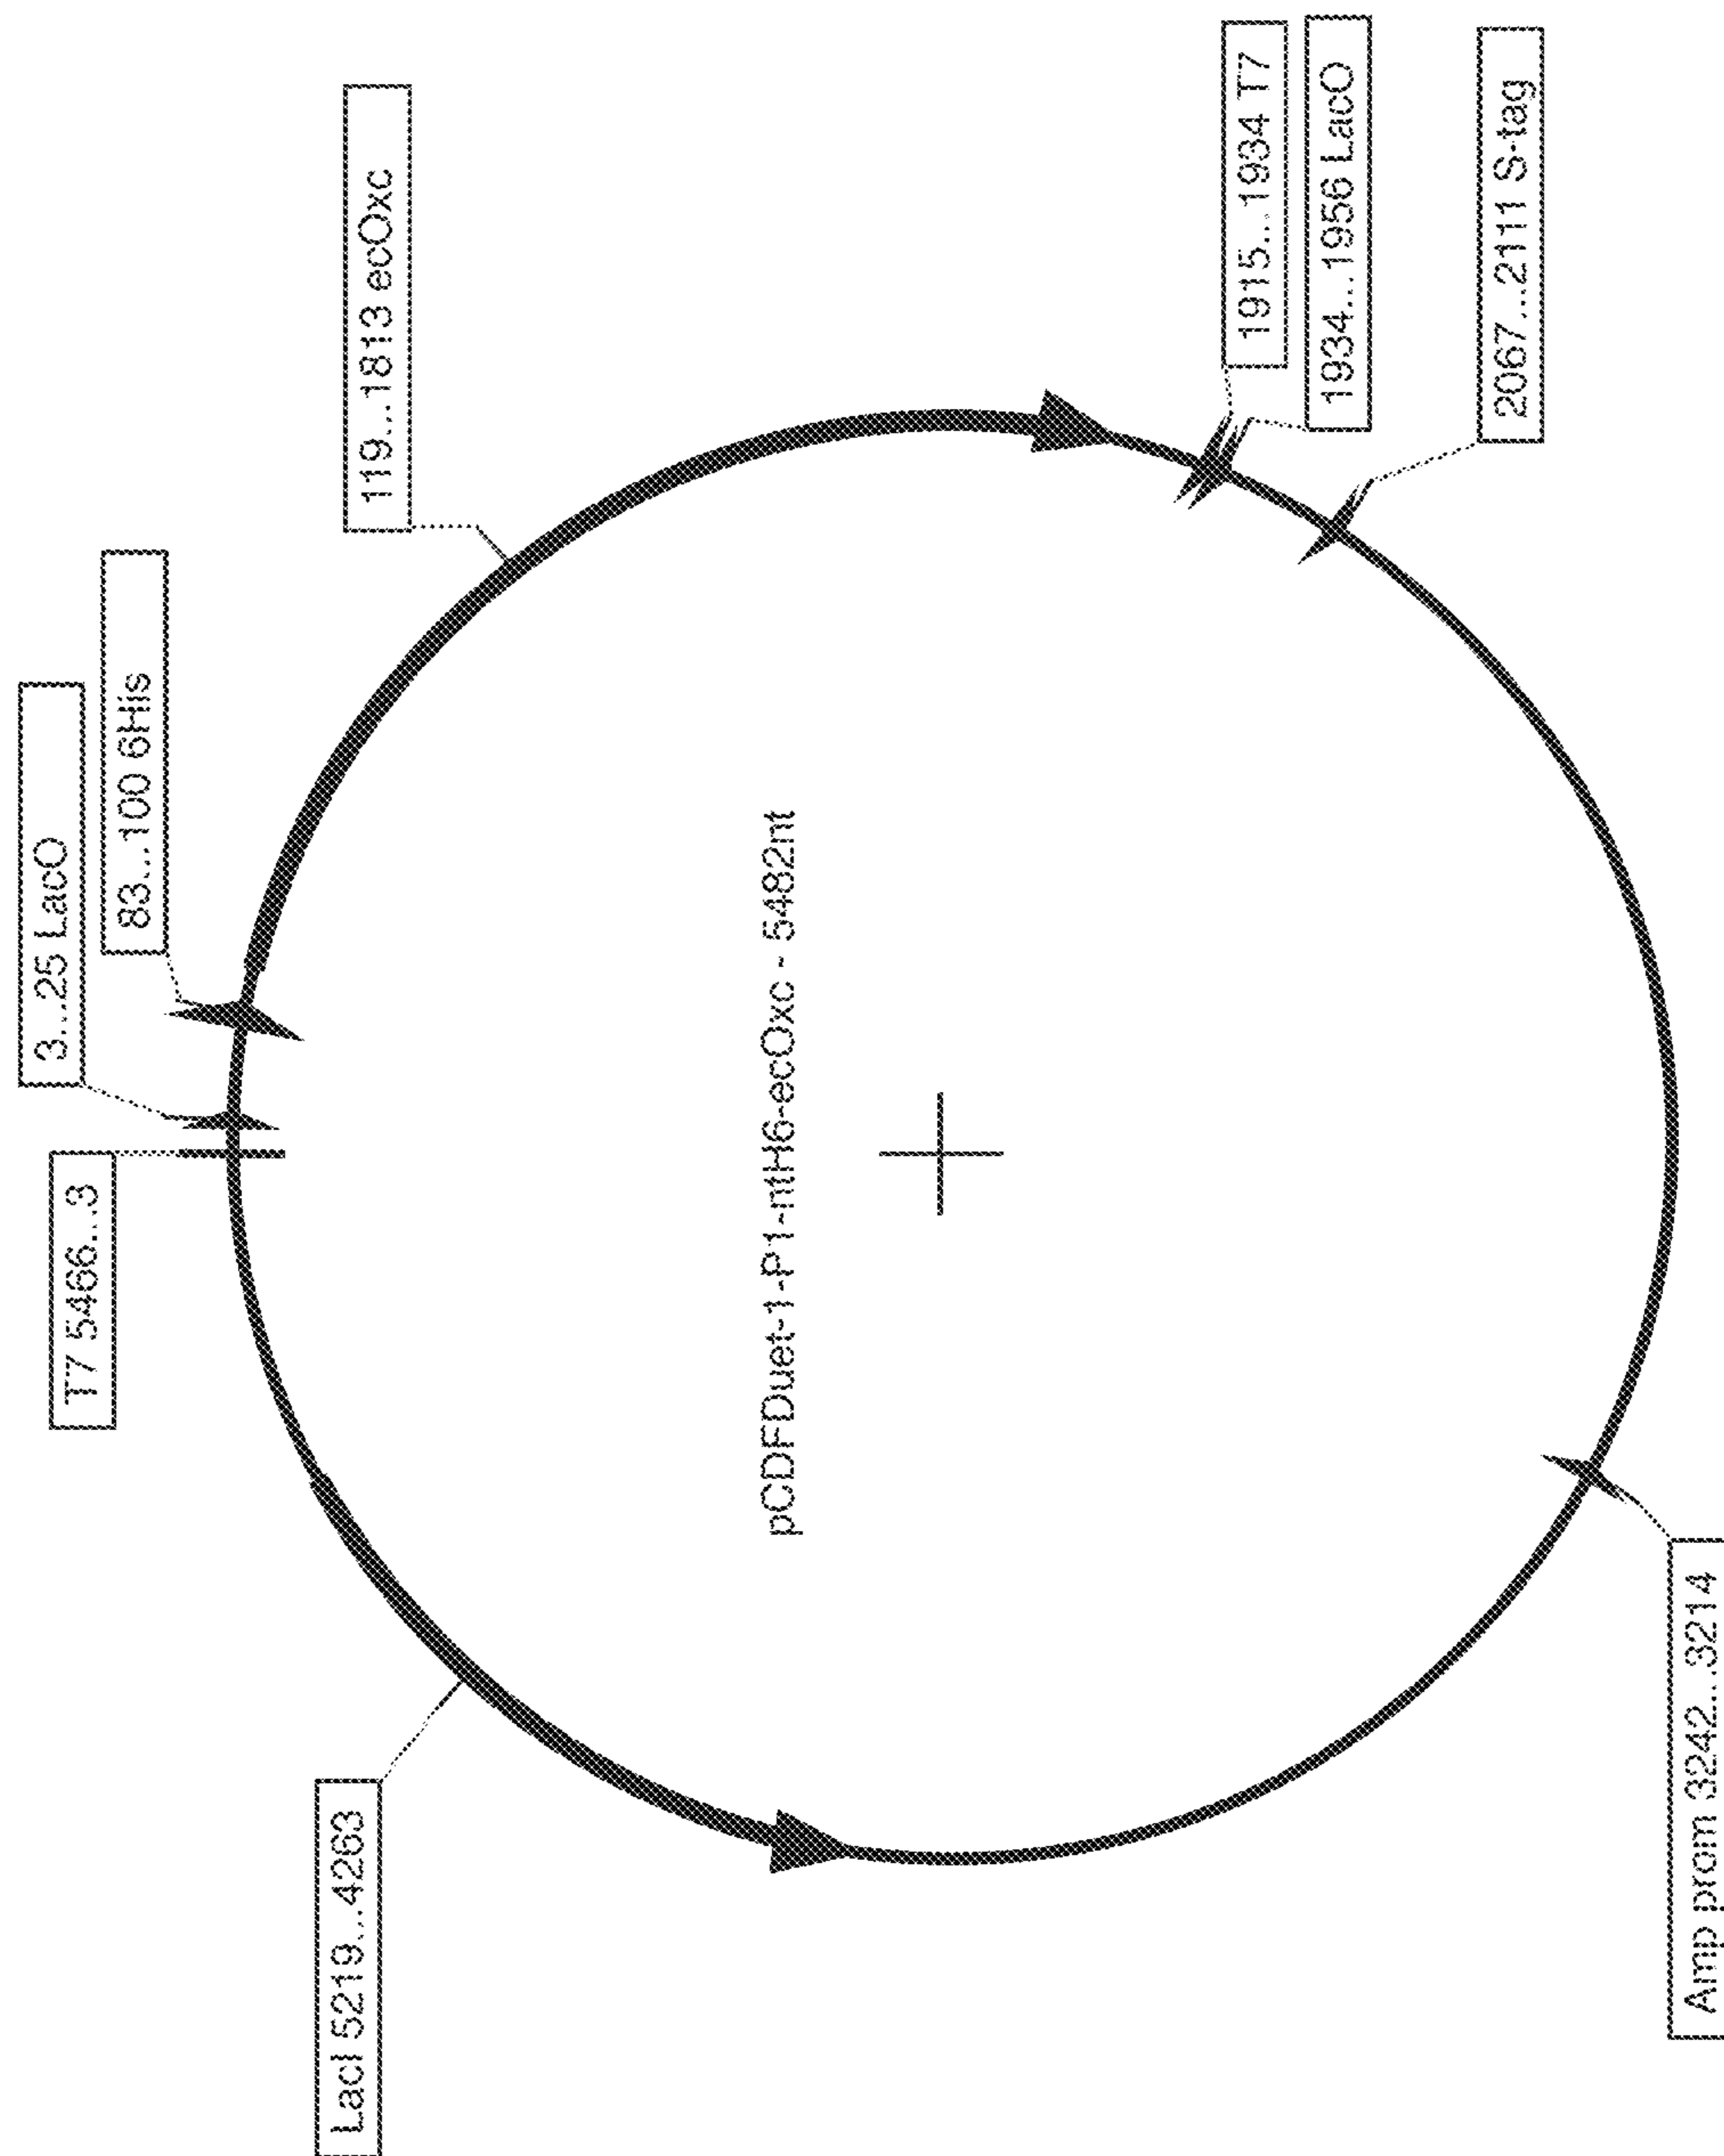 T7 5466...3
3...25 LacO
83...100 6His
119...1813 ecOxc
1915...1934 T7
1934...1956 LacO
2067...2111 S-tag
LacI 5219...4263
pCDFDuet-1-P1-ntH6-ecOxc - 5482nt
Amp prom 3242...3214